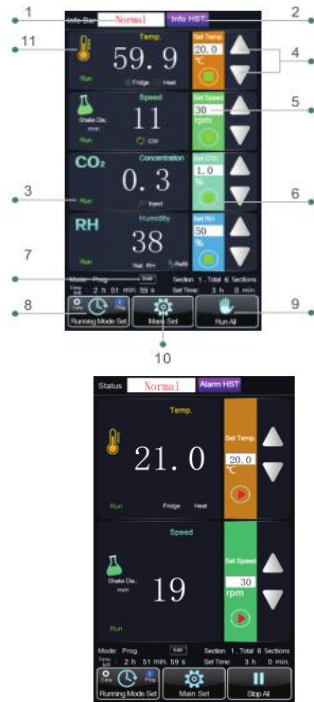 1
2
Info Bar Normal Info HST
11
Temp.
59.9
Set Temp.
20.0
℃
4
Run Fridge Heat
Speed
Set Speed
5
Shake Dia.:
mm
11
30
rpm
Run CW
CO₂ Concentration
Set CO₂
0.3
1.0
%
6
3
Run Inject
RH Humidity
Set RH
38
50
%
7
Run Sat. RH Refill
Mode: Prog. Edit Section 1 , Total 6 Sections
Time left : 2 h 51 min. 59 s Set Time: 3 h 0 min.
8
Easy Prog.
Running Mode Set
Main Set
Run All
9
10
Status Normal Alarm HST
Temp.
Set Temp.
21.0
20.0
℃
Run Fridge Heat
Speed
Set Speed
Shake Dia.:
mm
19
30
rpm
Run
Mode: Prog. Edit Section 1 , Total 6 Sections
Time left : 2 h 51 min. 59 s Set Time: 3 h 0 min.
Easy Prog.
Running Mode Set
Main Set
Stop All